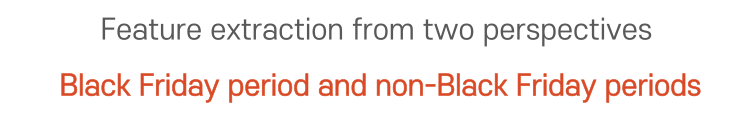 Feature extraction from two perspectives
Black Friday period and non-Black Friday periods